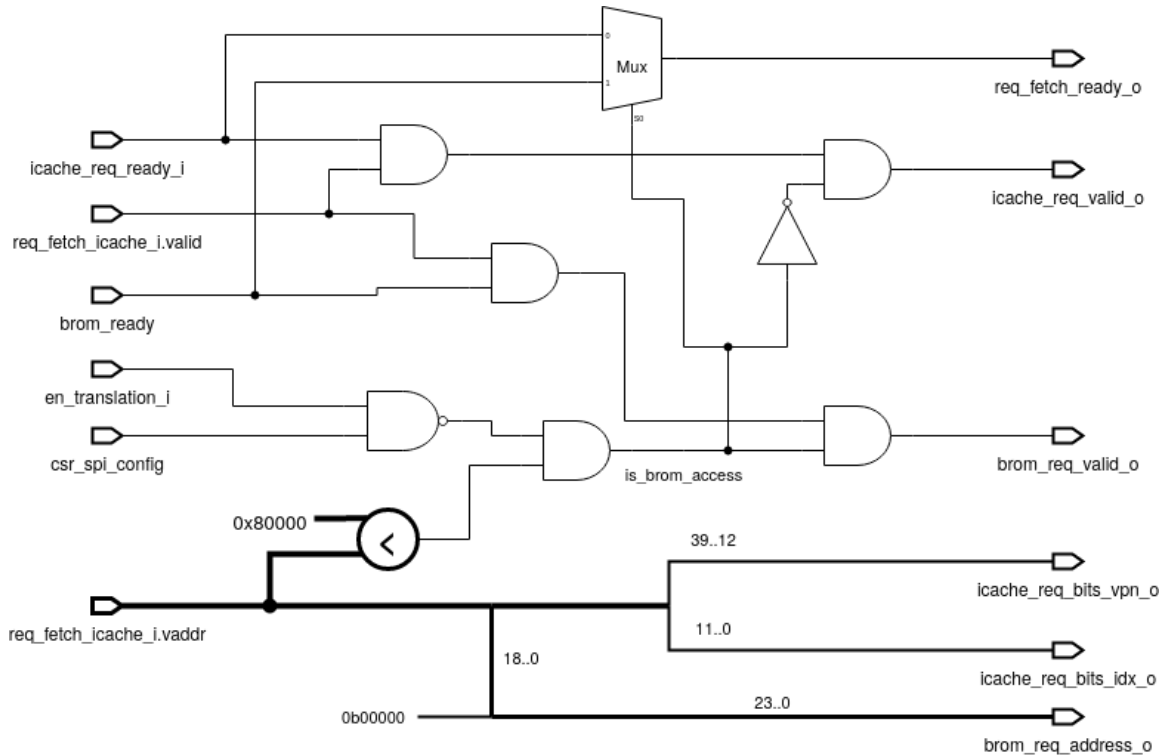 0
Mux
1
req_fetch_ready_o
S0
icache_req_ready_i
icache_req_valid_o
req_fetch_icache_i.valid
brom_ready
en_translation_i
csr_spi_config
is_brom_access
brom_req_valid_o
0x80000
<
39..12
icache_req_bits_vpn_o
req_fetch_icache_i.vaddr
11..0
18..0
icache_req_bits_idx_o
23..0
0b00000
brom_req_address_o